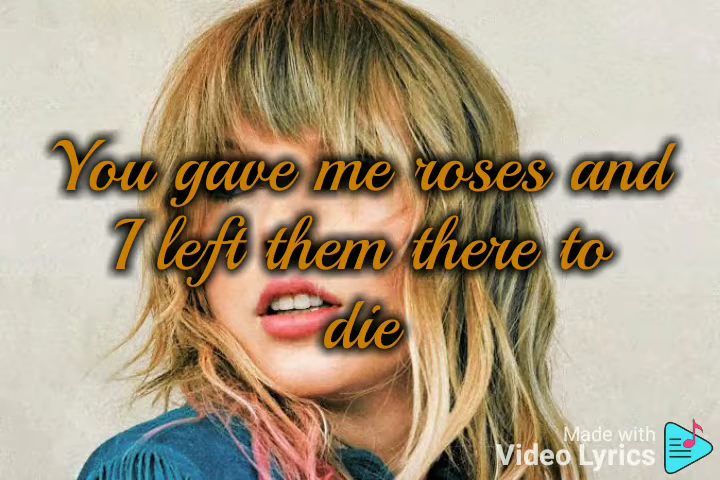 You gave me roses and
I left them there to
die
Made with
Video Lyrics